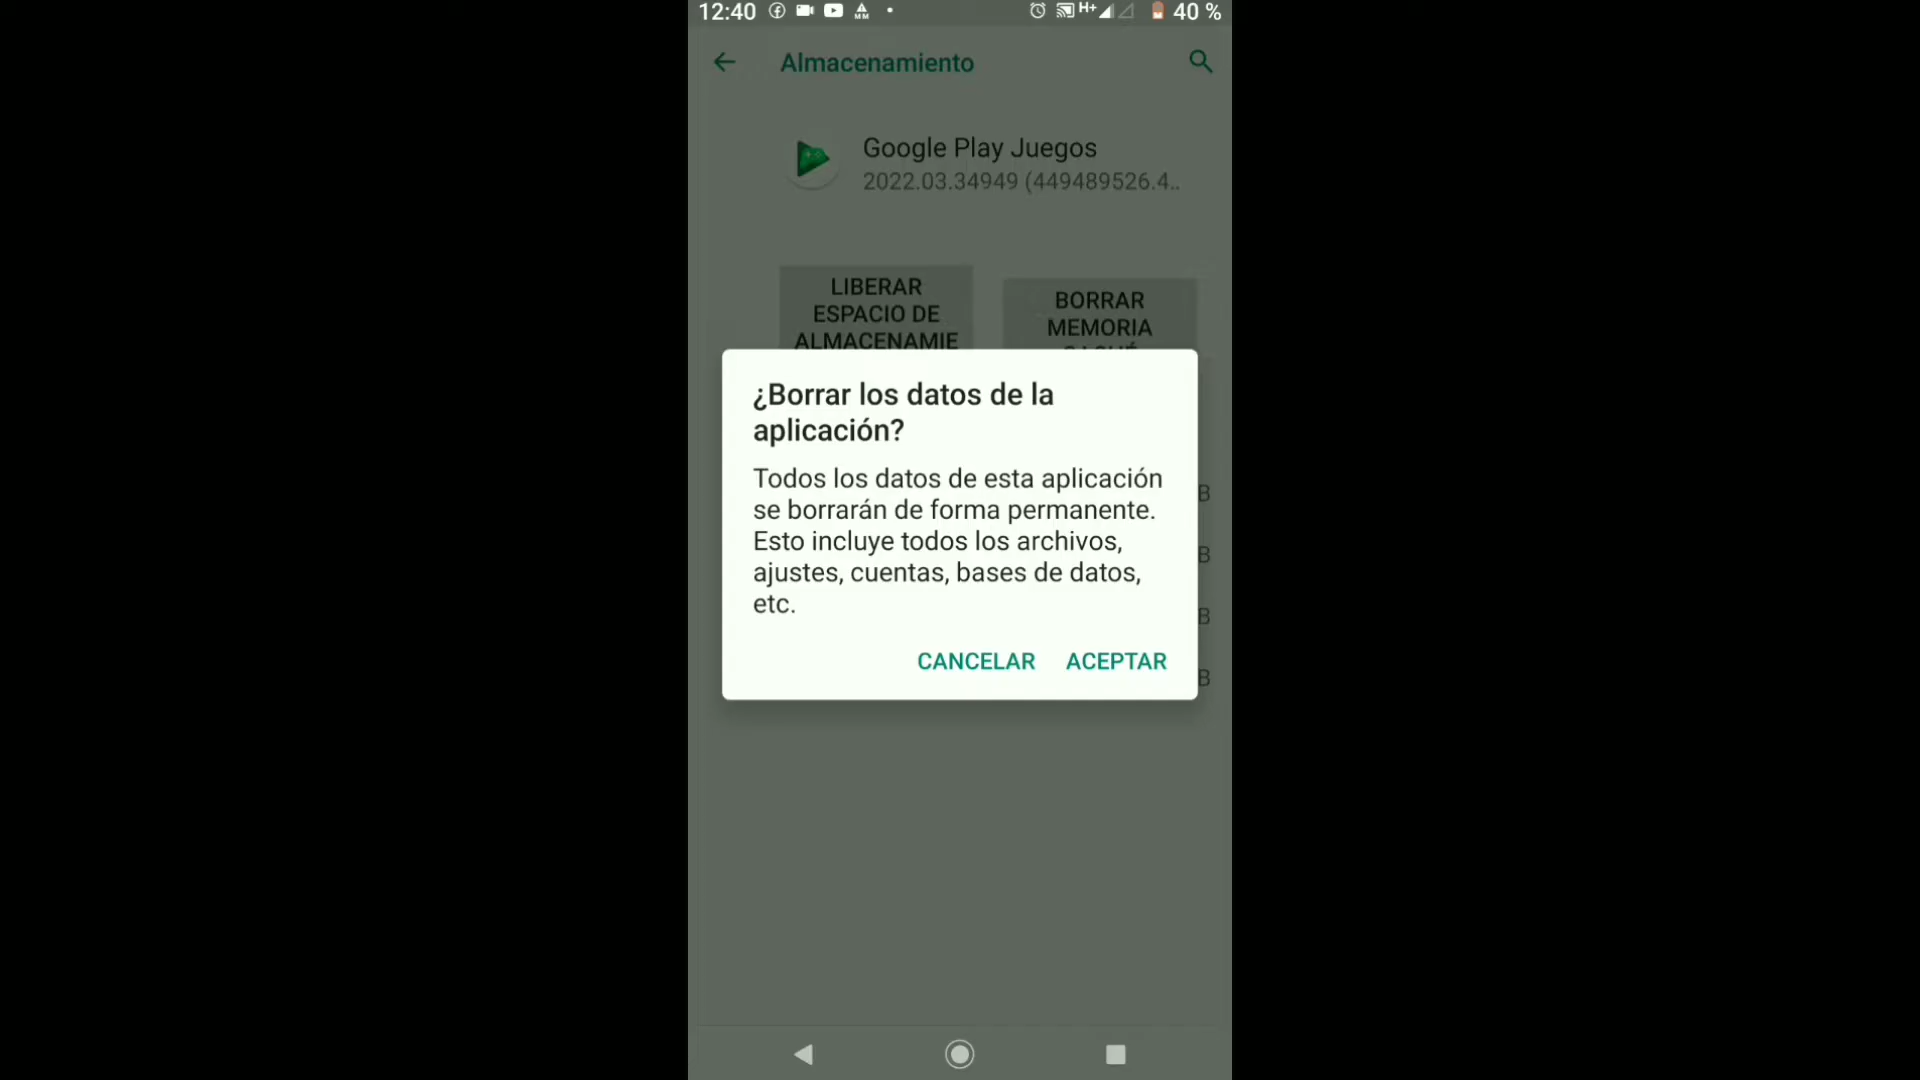 12:40 H+ 40 %
Almacenamiento
Google Play Juegos
2022.03.34949 (449489526.4..
LIBERAR
ESPACIO DE
ALMACENAMIE
BORRAR
MEMORIA
CACHÉ
¿Borrar los datos de la
aplicación?
Todos los datos de esta aplicación
se borrarán de forma permanente.
Esto incluye todos los archivos,
ajustes, cuentas, bases de datos,
etc.
B
B
B
B
CANCELAR ACEPTAR